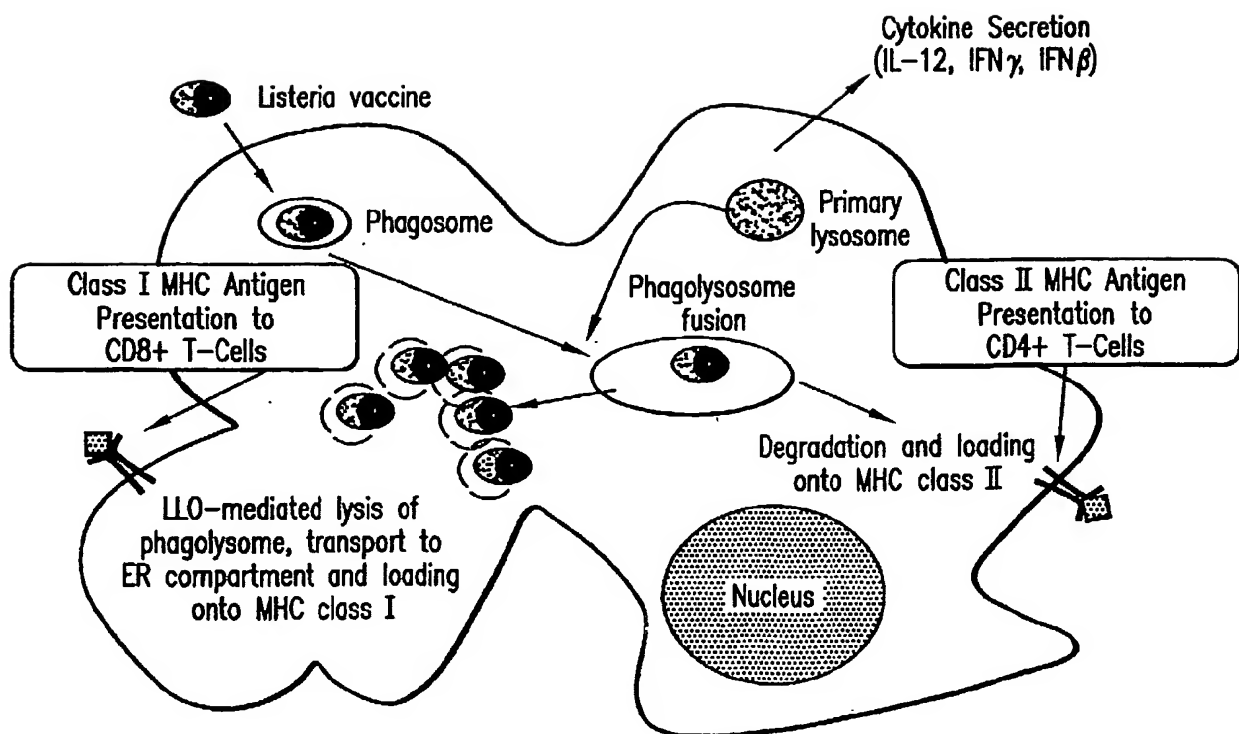 Cytokine Secretion
(IL-12, IFNγ, IFNβ)
Listeria vaccine
Phagosome
Primary
lysosome
Class I MHC Antigen
Presentation to
CD8+ T-Cells
Phagolysosome
fusion
Class II MHC Antigen
Presentation to
CD4+ T-Cells
Degradation and loading
onto MHC class II
LLO-mediated lysis of
phagolysome, transport to
ER compartment and loading
onto MHC class I
Nucleus